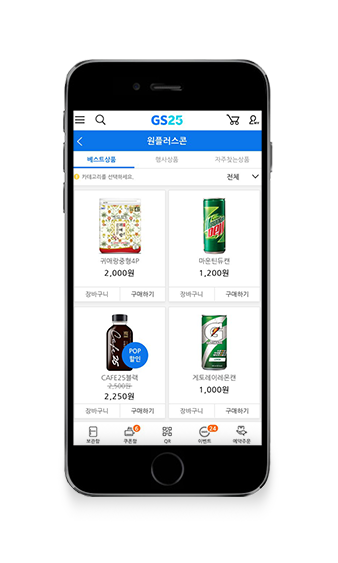 GS25
원플러스콘
베스트상품 행사상품 자주찾는상품
카테고리를 선택하세요. 전체
귀애랑중형4P 마운틴듀캔
2,000원 1,200원
장바구니 구매하기 장바구니 구매하기
Cafe25
POP
할인
G
CAFE25블랙 게토레이레몬캔
2,500원 1,000원
2,250원
장바구니 구매하기 장바구니 구매하기
6 24
보관함 쿠폰함 QR 이벤트 예약주문